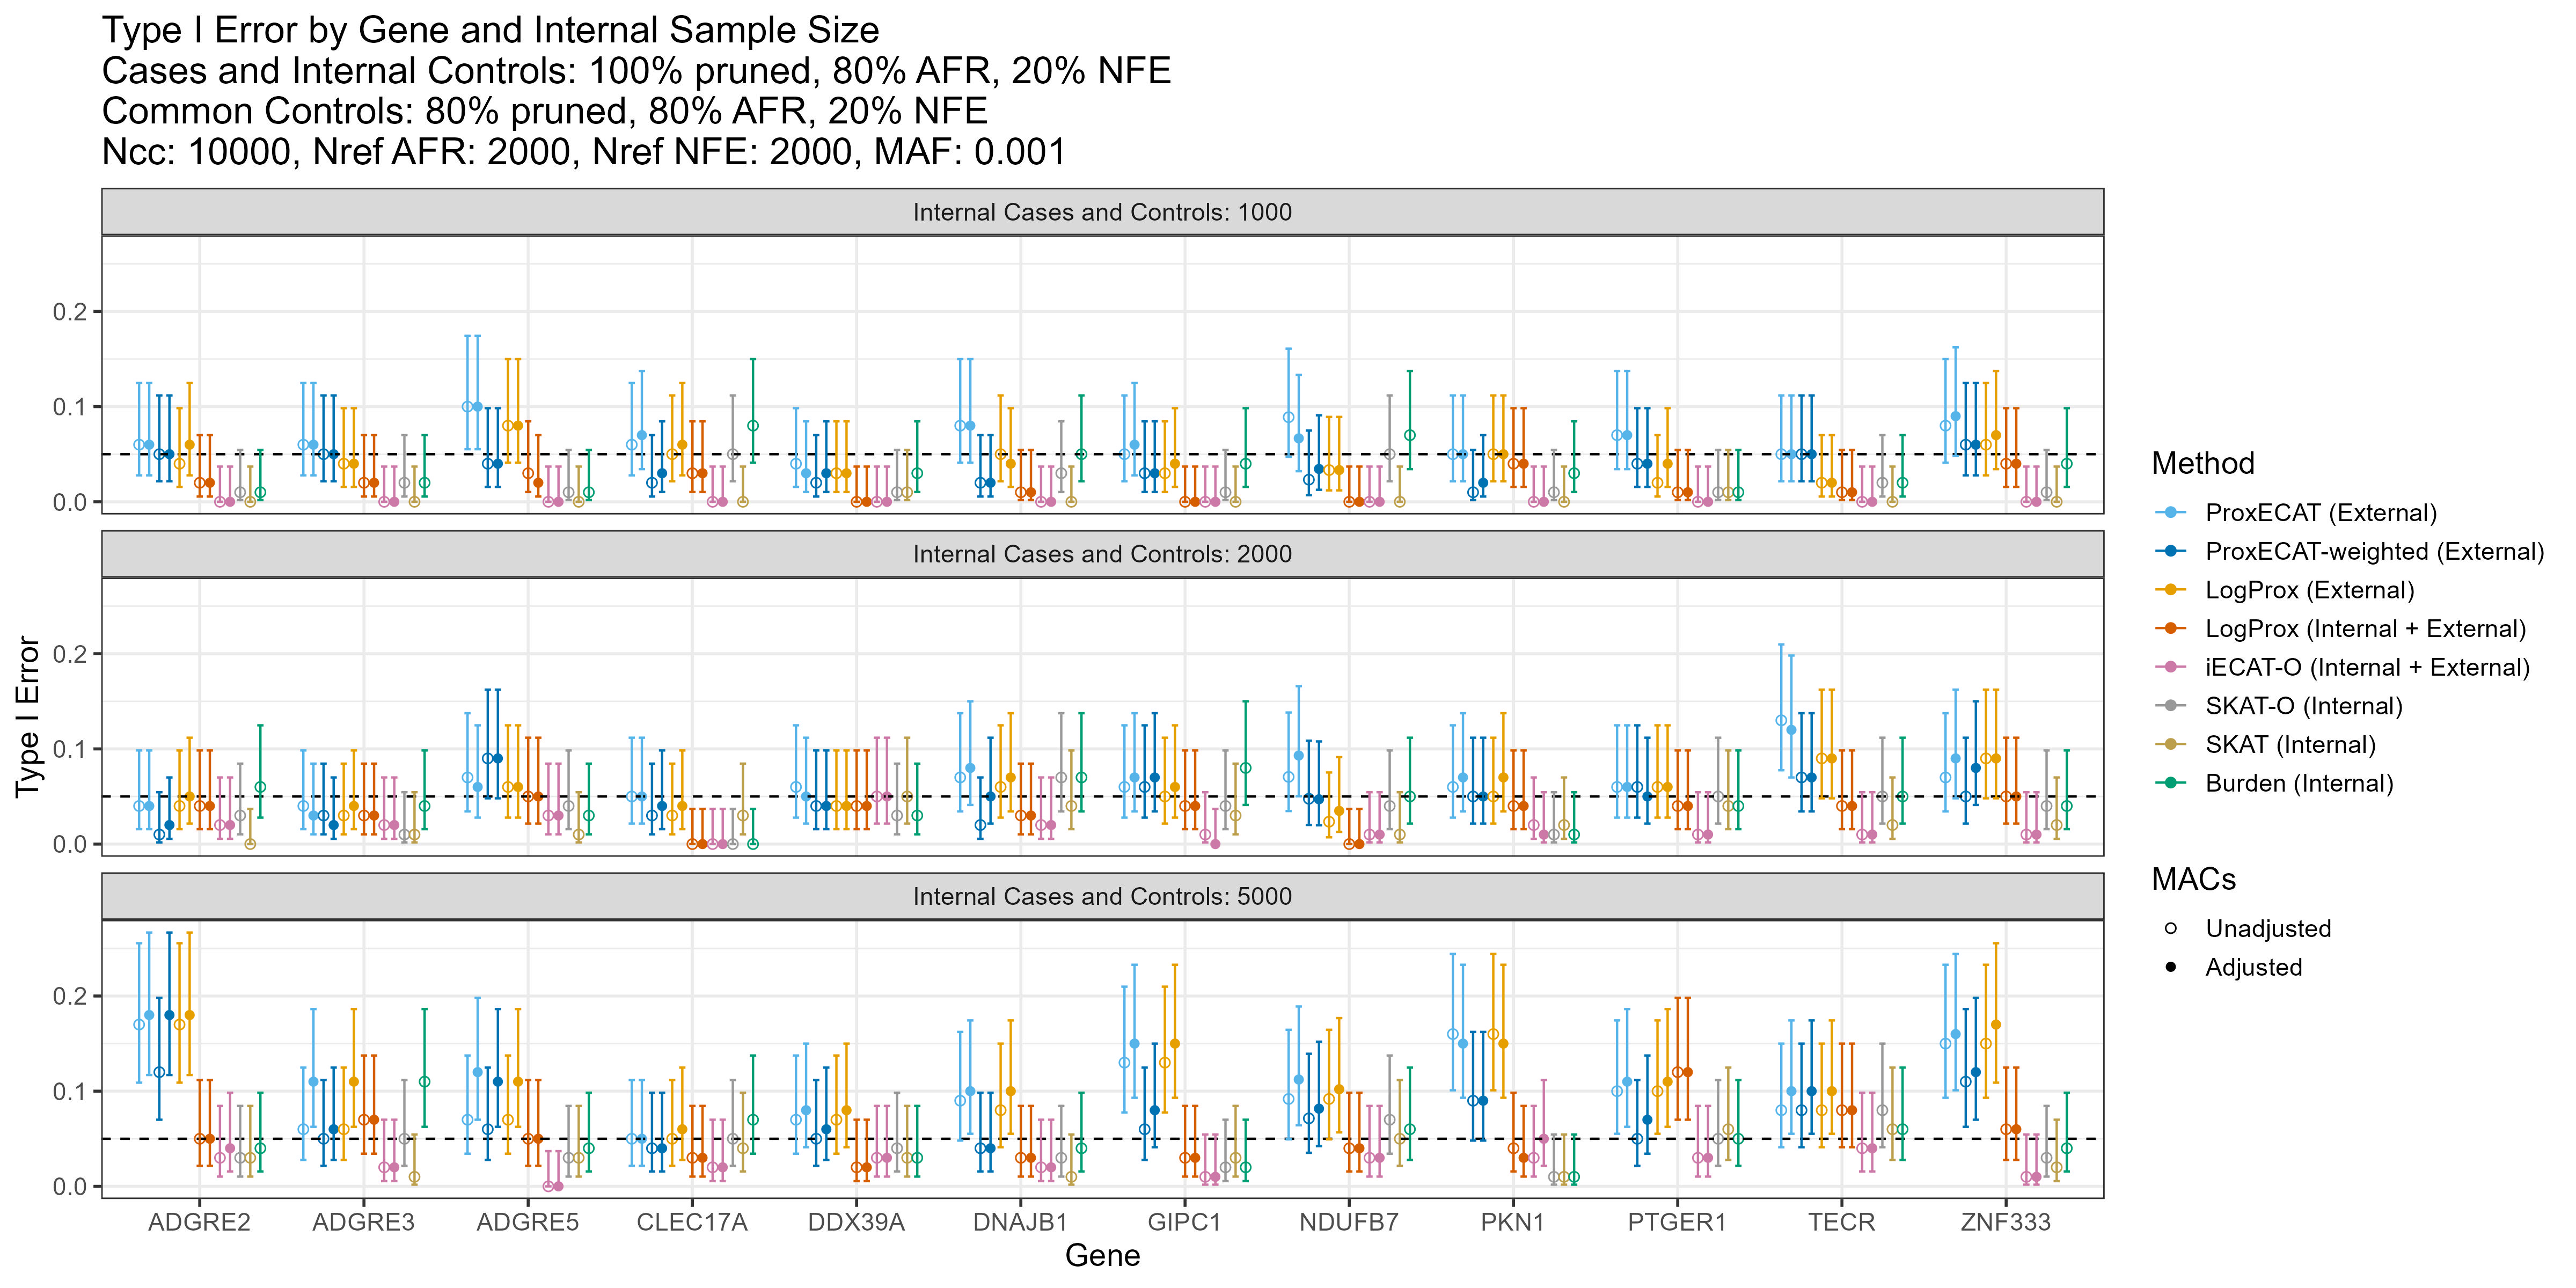 Type I Error by Gene and Internal Sample Size
Cases and Internal Controls: 100% pruned, 80% AFR, 20% NFE
Common Controls: 80% pruned, 80% AFR, 20% NFE
Ncc: 10000, Nref AFR: 2000, Nref NFE: 2000, MAF: 0.001
Internal Cases and Controls: 1000
0.2
0.1
0.0
Internal Cases and Controls: 2000
0.2
0.1
0.0
Internal Cases and Controls: 5000
0.2
0.1
0.0
Type I Error
ADGRE2 ADGRE3 ADGRE5 CLEC17A DDX39A DNAJB1 GIPC1 NDUFB7 PKN1 PTGER1 TECR ZNF333
Gene
Method
ProxECAT (External)
ProxECAT-weighted (External)
LogProx (External)
LogProx (Internal + External)
iECAT-O (Internal + External)
SKAT-O (Internal)
SKAT (Internal)
Burden (Internal)
MACs
Unadjusted
Adjusted